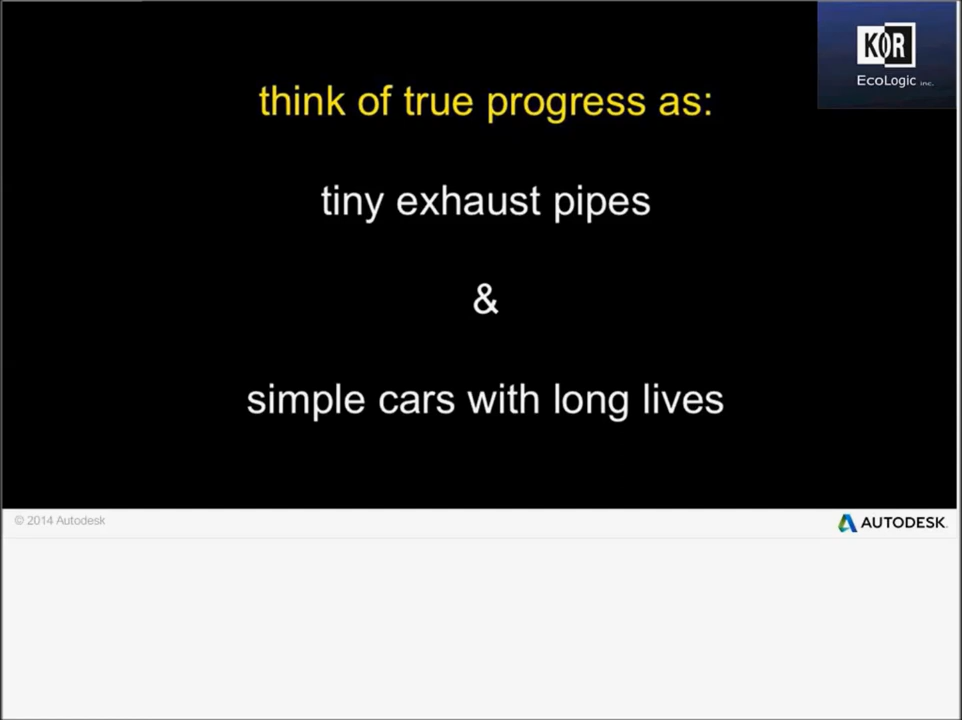 KOR
EcoLogic inc.
think of true progress as:
tiny exhaust pipes
&
simple cars with long lives
© 2014 Autodesk
AUTODESK.